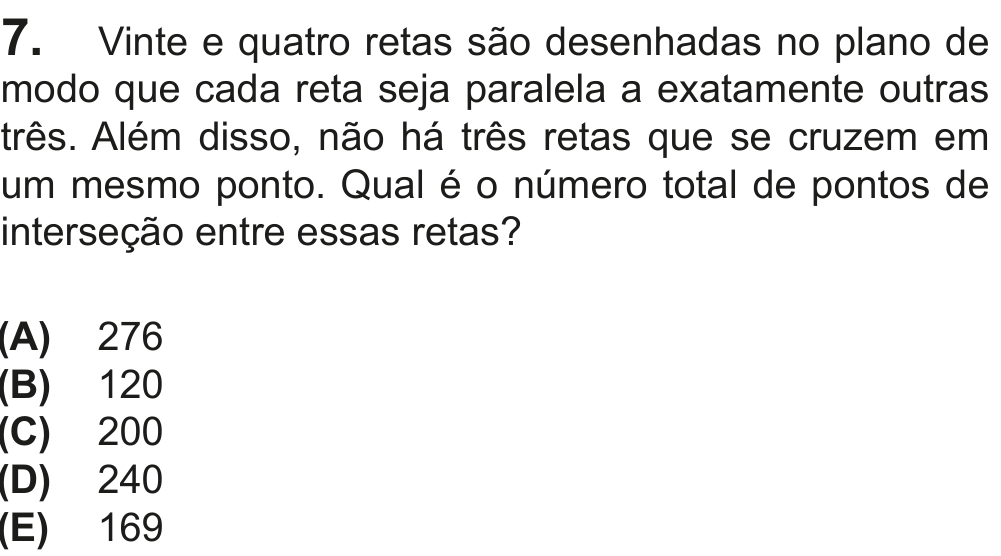 7. Vinte e quatro retas são desenhadas no plano de
modo que cada reta seja paralela a exatamente outras
três. Além disso, não há três retas que se cruzem em
um mesmo ponto. Qual é o número total de pontos de
interseção entre essas retas?
(A) 276
(B) 120
(C) 200
(D) 240
(E) 169